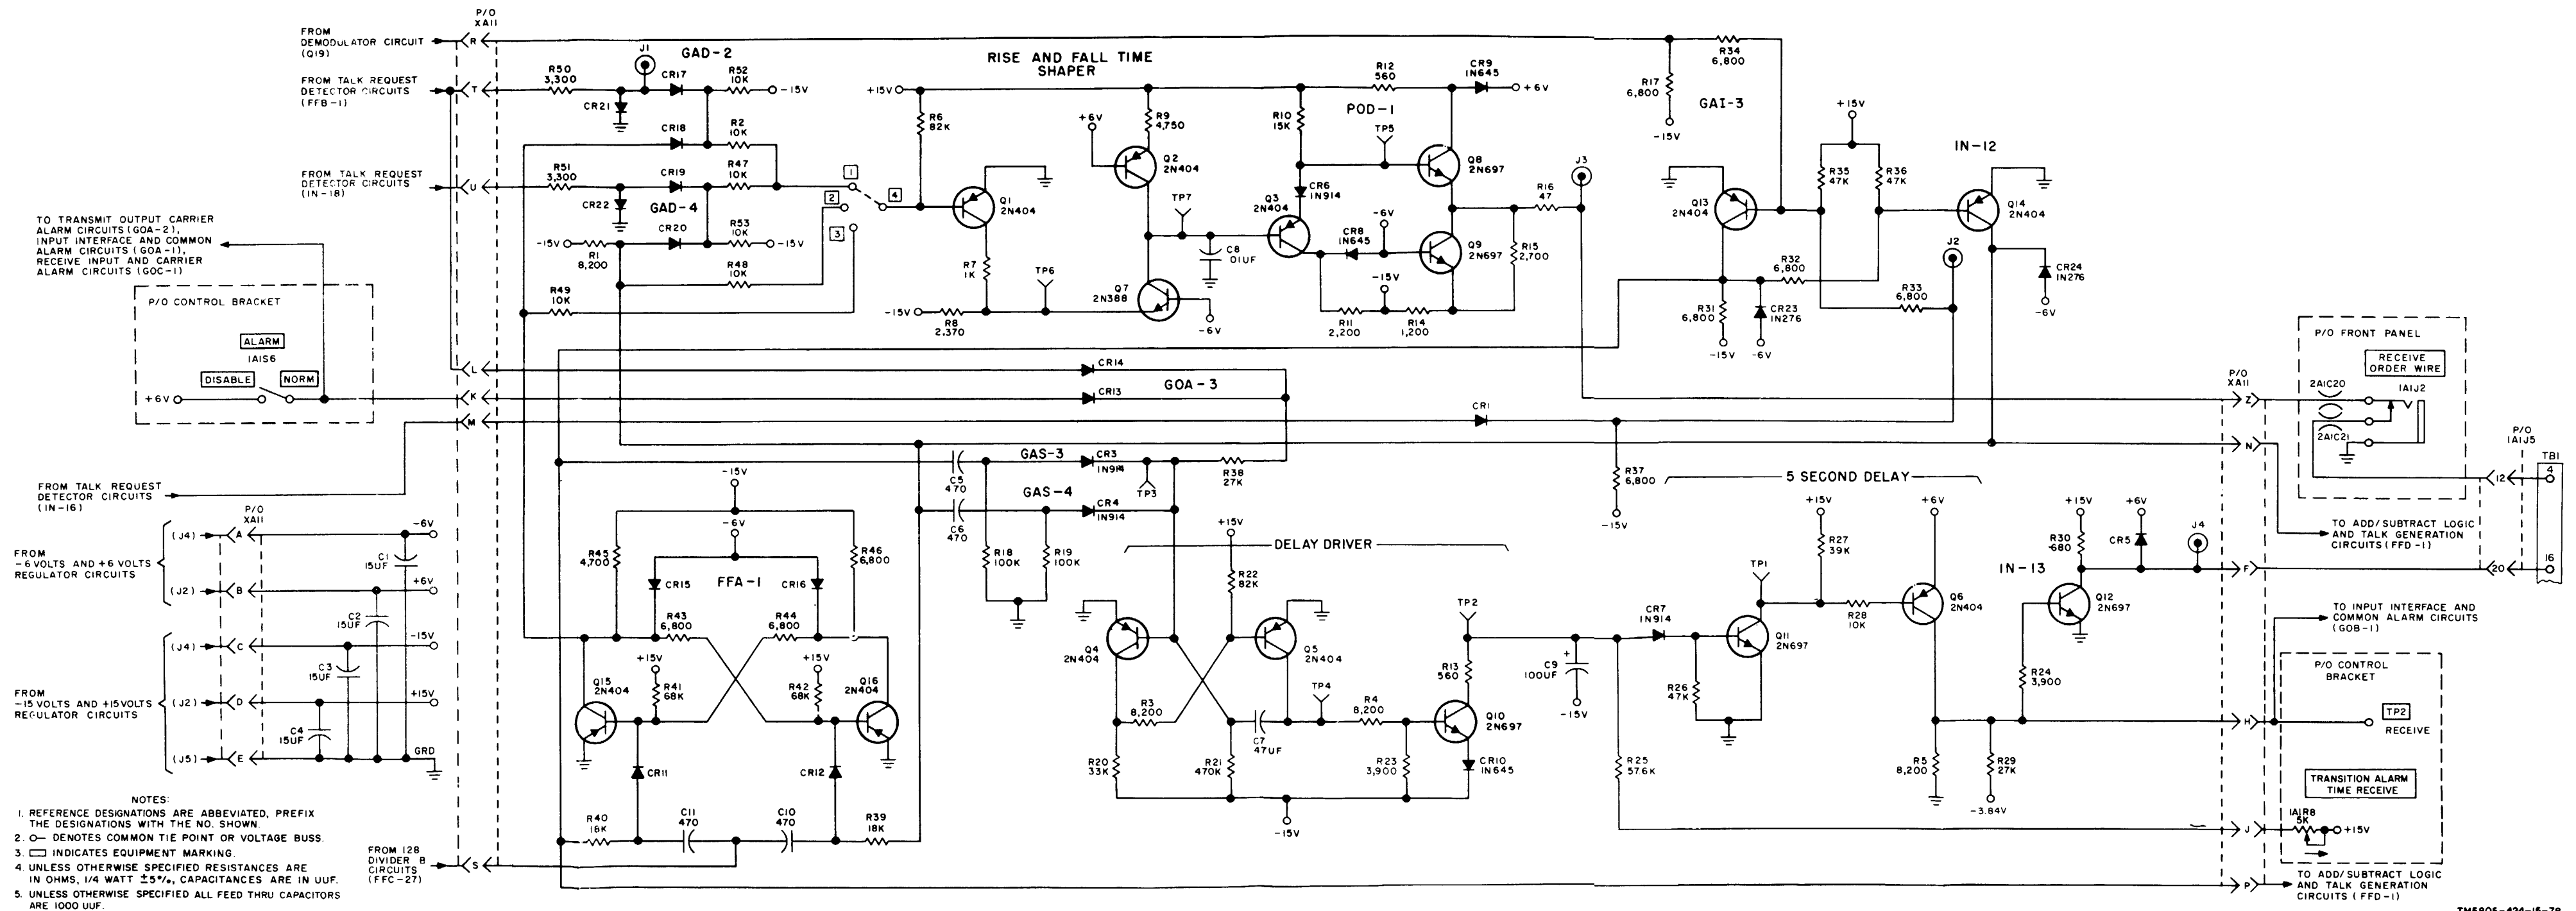 P/O
XA11
FROM
DEMODULATOR CIRCUIT
(Q19)
R
FROM TALK REQUEST
DETECTOR CIRCUITS
(FFB-1)
T
FROM TALK REQUEST
DETECTOR CIRCUITS
(IN-18)
U
TO TRANSMIT OUTPUT CARRIER
ALARM CIRCUITS (GOA-2),
INPUT INTERFACE AND COMMON
ALARM CIRCUITS (GOA-1),
RECEIVE INPUT AND CARRIER
ALARM CIRCUITS (GOC-1)
P/O CONTROL BRACKET
ALARM
1A1S6
DISABLE
NORM
+6V
L
K
M
FROM TALK REQUEST
DETECTOR CIRCUITS
(IN-16)
P/O
XA11
FROM
-6 VOLTS AND +6 VOLTS
REGULATOR CIRCUITS
(J4)
A
-6V
C1
15UF
(J2)
B
+6V
C2
15UF
FROM
-15 VOLTS AND +15 VOLTS
REGULATOR CIRCUITS
(J4)
C
-15V
C3
15UF
(J2)
D
+15V
C4
15UF
(J5)
E
GRD
NOTES:
1. REFERENCE DESIGNATIONS ARE ABBEVIATED, PREFIX
THE DESIGNATIONS WITH THE NO. SHOWN.
2. DENOTES COMMON TIE POINT OR VOLTAGE BUSS.
3. INDICATES EQUIPMENT MARKING.
4. UNLESS OTHERWISE SPECIFIED RESISTANCES ARE
IN OHMS, 1/4 WATT ±5%, CAPACITANCES ARE IN UUF.
5. UNLESS OTHERWISE SPECIFIED ALL FEED THRU CAPACITORS
ARE 1000 UUF.
FROM 128
DIVIDER B
CIRCUITS
(FFC-27)
S
R50
3,300
J1
GAD-2
CR17
CR21
R52
10K
-15V
CR18
R2
10K
R51
3,300
CR19
R47
10K
CR22
GAD-4
CR20
R53
10K
-15V
-15V
R1
8,200
R48
10K
R49
10K
1
2
3
4
RISE AND FALL TIME
SHAPER
+15V
R6
82K
Q1
2N404
R7
1K
-15V
R8
2,370
TP6
+6V
R9
4,750
Q2
2N404
TP7
C8
.01UF
Q7
2N388
-6V
R10
15K
R12
560
CR9
1N645
+6V
POD-1
TP5
Q8
2N697
CR6
1N914
Q3
2N404
-6V
CR8
1N645
Q9
2N697
-15V
R11
2,200
R14
1,200
R15
2,700
R16
47
J3
R17
6,800
-15V
R34
6,800
GAI-3
Q13
2N404
+15V
R35
47K
R36
47K
IN-12
Q14
2N404
J2
CR24
1N276
-6V
R32
6,800
R33
6,800
R31
6,800
-15V
CR23
1N276
-6V
CR14
GOA-3
CR13
CR1
R37
6,800
-15V
C5
470
GAS-3
CR3
1N914
TP3
R38
27K
C6
470
GAS-4
CR4
1N914
R18
100K
R19
100K
-15V
-6V
R45
4,700
R46
6,800
CR15
CR16
FFA-1
R43
6,800
R44
6,800
+15V
R41
68K
+15V
R42
68K
Q15
2N404
Q16
2N404
CR11
CR12
R40
18K
C11
470
C10
470
R39
18K
DELAY DRIVER
+15V
R22
82K
Q4
2N404
Q5
2N404
R3
8,200
R20
33K
R21
470K
C7
.47UF
TP4
R4
8,200
R23
3,900
-15V
TP2
R13
560
Q10
2N697
CR10
1N645
5 SECOND DELAY
+
C9
100UF
-15V
CR7
1N914
R25
57.6K
R26
47K
TP1
Q11
2N697
+15V
R27
39K
R28
10K
+6V
Q6
2N404
R5
8,200
R29
27K
-3.84V
R24
3,900
IN-13
+15V
R30
680
+6V
CR5
J4
Q12
2N697
P/O
XA11
Z
N
F
H
J
P
P/O FRONT PANEL
RECEIVE
ORDER WIRE
2A1C20
1A1J2
2A1C21
P/O
1A1J5
TB1
4
12
16
20
TO ADD/SUBTRACT LOGIC
AND TALK GENERATION
CIRCUITS (FFD-1)
TO INPUT INTERFACE AND
COMMON ALARM CIRCUITS
(GOB-1)
P/O CONTROL
BRACKET
TP2
RECEIVE
TRANSITION ALARM
TIME RECEIVE
1A1R8
5K
+15V
TO ADD/SUBTRACT LOGIC
AND TALK GENERATION
CIRCUITS (FFD-1)
TM5805-424-15-78